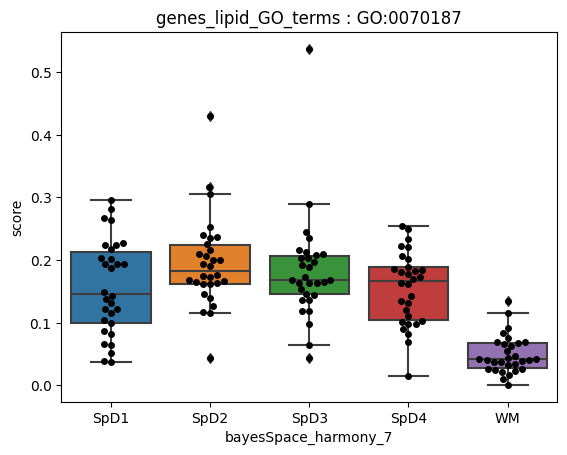 genes_lipid_GO_terms : GO:0070187
score
0.5
0.4
0.3
0.2
0.1
0.0
SpD1 SpD2 SpD3 SpD4 WM
bayesSpace_harmony_7